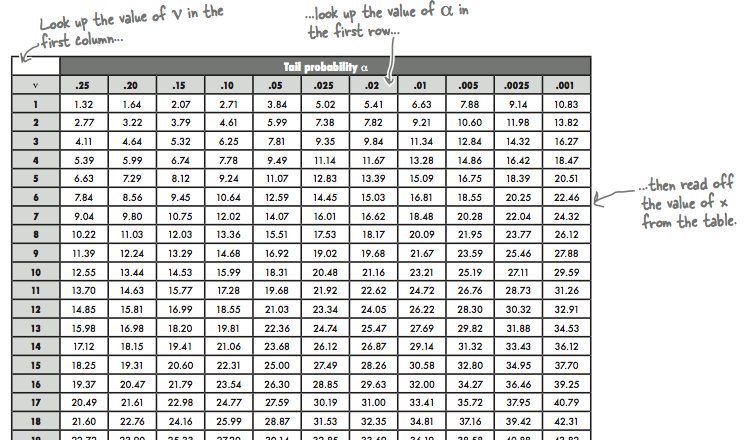 Look up the value of ν in the
first column...
...look up the value of α in
the first row...
Tail probability α
ν .25 .20 .15 .10 .05 .025 .02 .01 .005 .0025 .001
1 1.32 1.64 2.07 2.71 3.84 5.02 5.41 6.63 7.88 9.14 10.83
2 2.77 3.22 3.79 4.61 5.99 7.38 7.82 9.21 10.60 11.98 13.82
3 4.11 4.64 5.32 6.25 7.81 9.35 9.84 11.34 12.84 14.32 16.27
4 5.39 5.99 6.74 7.78 9.49 11.14 11.67 13.28 14.86 16.42 18.47
5 6.63 7.29 8.12 9.24 11.07 12.83 13.39 15.09 16.75 18.39 20.51
6 7.84 8.56 9.45 10.64 12.59 14.45 15.03 16.81 18.55 20.25 22.46
7 9.04 9.80 10.75 12.02 14.07 16.01 16.62 18.48 20.28 22.04 24.32
8 10.22 11.03 12.03 13.36 15.51 17.53 18.17 20.09 21.95 23.77 26.12
9 11.39 12.24 13.29 14.68 16.92 19.02 19.68 21.67 23.59 25.46 27.88
10 12.55 13.44 14.53 15.99 18.31 20.48 21.16 23.21 25.19 27.11 29.59
11 13.70 14.63 15.77 17.28 19.68 21.92 22.62 24.72 26.76 28.73 31.26
12 14.85 15.81 16.99 18.55 21.03 23.34 24.05 26.22 28.30 30.32 32.91
13 15.98 16.98 18.20 19.81 22.36 24.74 25.47 27.69 29.82 31.88 34.53
14 17.12 18.15 19.41 21.06 23.68 26.12 26.87 29.14 31.32 33.43 36.12
15 18.25 19.31 20.60 22.31 25.00 27.49 28.26 30.58 32.80 34.95 37.70
16 19.37 20.47 21.79 23.54 26.30 28.85 29.63 32.00 34.27 36.46 39.25
17 20.49 21.61 22.98 24.77 27.59 30.19 31.00 33.41 35.72 37.95 40.79
18 21.60 22.76 24.16 25.99 28.87 31.53 32.35 34.81 37.16 39.42 42.31
...then read off
the value of x
from the table.